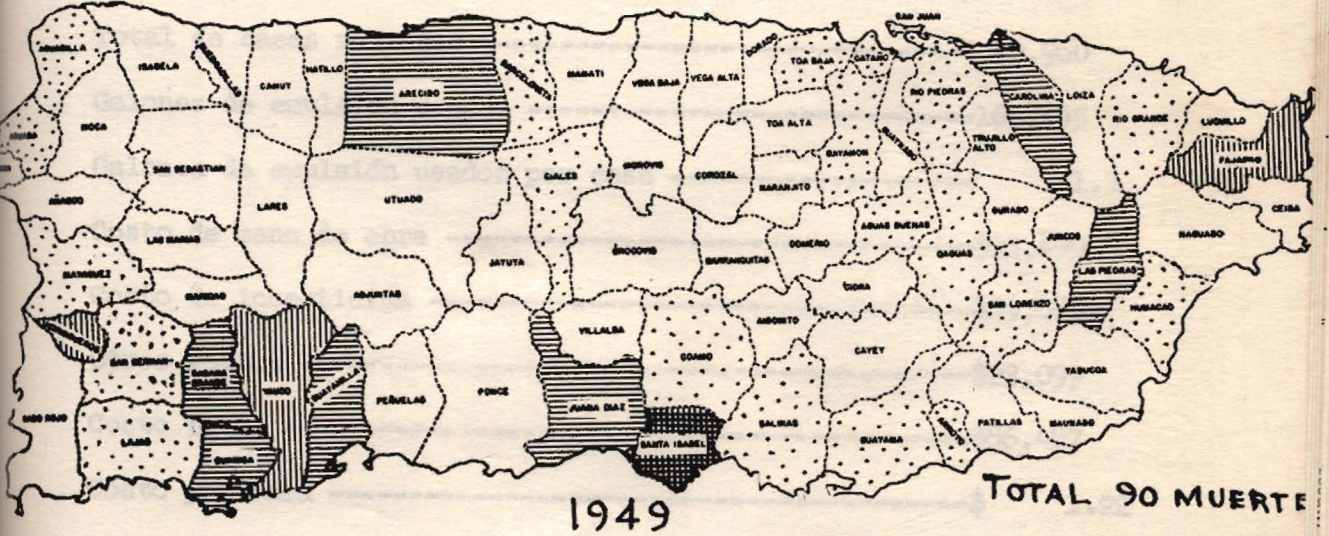 SAN JUAN
AGUADILLA
ISABELA
CAMUY
HATILLO
ARECIBO
BARCELONETA
MANATI
VEGA BAJA
VEGA ALTA
DORADO
TOA BAJA
CATAÑO
RIO PIEDRAS
CAROLINA
LOIZA
RIO GRANDE
LUQUILLO
FAJARDO
MOCA
SAN SEBASTIAN
TOA ALTA
BAYAMON
GUAYNABO
TRUJILLO
ALTO
AÑASCO
LARES
UTUADO
CIALES
MOROVIS
COROZAL
NARANJITO
CEIBA
LAS MARIAS
JAYUYA
OROCOVIS
BARRANQUITAS
COMERIO
AGUAS BUENAS
CAGUAS
GURABO
JUNCOS
NAGUABO
LAS PIEDRAS
MAYAGUEZ
MARICAO
ADJUNTAS
CIDRA
SAN LORENZO
HUMACAO
SAN GERMAN
SABANA
GRANDE
YAUCO
GUAYANILLA
PEÑUELAS
PONCE
VILLALBA
COAMO
AIBONITO
CAYEY
YABUCOA
CABO ROJO
LAJAS
GUANICA
JUANA DIAZ
SANTA ISABEL
SALINAS
GUAYAMA
ARROYO
PATILLAS
MAUNABO
TOTAL 90 MUERTE
1949